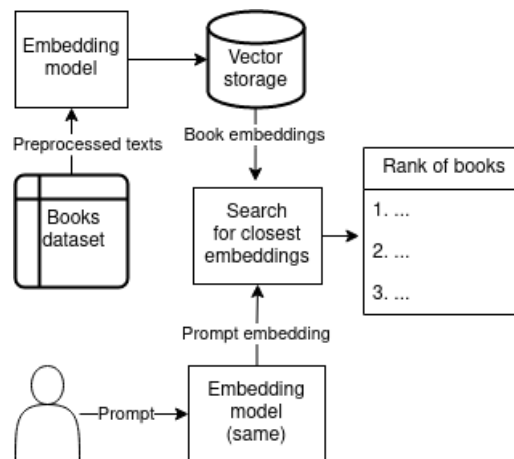 Embedding
model
Vector
storage
Preprocessed texts
Book embeddings
Books
dataset
Search
for closest
embeddings
Rank of books
1. ...
2. ...
3. ...
Prompt embedding
Prompt
Embedding
model
(same)